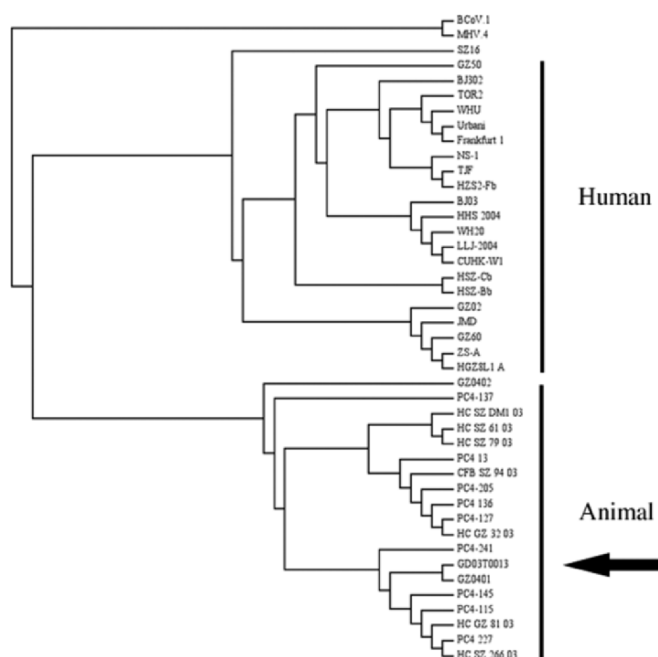 BCoV.1
MHV.4
SZ16
GZ50
BJ302
TOR2
WHU
Urbani
Frankfurt 1
NS-1
TJF
HZS2-Fb
BJ03
HHS 2004
WH20
LLJ-2004
CUHK-W1
HSZ-Cb
HSZ-Bb
GZ02
JMD
GZ60
ZS-A
HGZ8L1 A
Human
GZ0402
PC4-137
HC SZ DM1 03
HC SZ 61 03
HC SZ 79 03
PC4 13
CFB SZ 94 03
PC4-205
PC4 136
PC4-127
HC GZ 32 03
PC4-241
GD03T0013
GZ0401
PC4-145
PC4-115
HC GZ 81 03
PC4 227
HC SZ 266 03
Animal